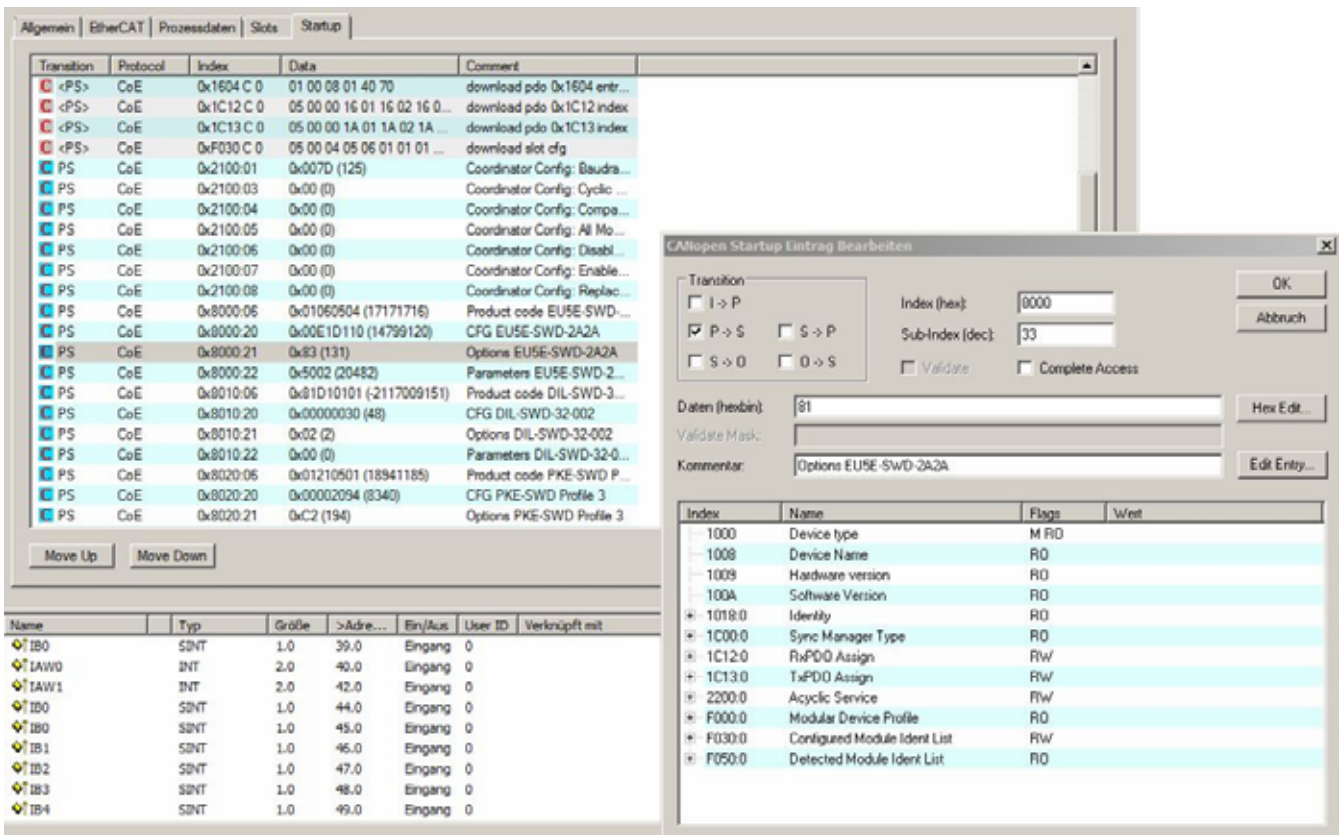 Allgemein EtherCAT Prozessdaten Slots Startup
Transition Protocol Index Data Comment
C <PS> CoE 0x1604 C 0 01 00 08 01 40 70 download pdo 0x1604 entr...
C <PS> CoE 0x1C12 C 0 05 00 00 16 01 16 02 16 0... download pdo 0x1C12 index
C <PS> CoE 0x1C13 C 0 05 00 00 1A 01 1A 02 1A ... download pdo 0x1C13 index
C <PS> CoE 0xF030 C 0 05 00 04 05 06 01 01 01 ... download slot cfg
C PS CoE 0x2100:01 0x007D (125) Coordinator Config: Baudra...
C PS CoE 0x2100:03 0x00 (0) Coordinator Config: Cyclic ...
C PS CoE 0x2100:04 0x00 (0) Coordinator Config: Compa...
C PS CoE 0x2100:05 0x00 (0) Coordinator Config: All Mo...
C PS CoE 0x2100:06 0x00 (0) Coordinator Config: Disabl...
C PS CoE 0x2100:07 0x00 (0) Coordinator Config: Enable...
C PS CoE 0x2100:08 0x00 (0) Coordinator Config: Replac...
C PS CoE 0x8000:06 0x01060504 (17171716) Product code EU5E-SWD-...
C PS CoE 0x8000:20 0x00E1D110 (14799120) CFG EU5E-SWD-2A2A
C PS CoE 0x8000:21 0x83 (131) Options EU5E-SWD-2A2A
C PS CoE 0x8000:22 0x5002 (20482) Parameters EU5E-SWD-2...
C PS CoE 0x8010:06 0x81D10101 (-2117009151) Product code DIL-SWD-3...
C PS CoE 0x8010:20 0x00000030 (48) CFG DIL-SWD-32-002
C PS CoE 0x8010:21 0x02 (2) Options DIL-SWD-32-002
C PS CoE 0x8010:22 0x00 (0) Parameters DIL-SWD-32-0...
C PS CoE 0x8020:06 0x01210501 (18941185) Product code PKE-SWD P...
C PS CoE 0x8020:20 0x00002094 (8340) CFG PKE-SWD Profile 3
C PS CoE 0x8020:21 0xC2 (194) Options PKE-SWD Profile 3
Move Up Move Down
Name Typ Größe >Adre... Ein/Aus User ID Verknüpft mit
IB0 SINT 1.0 39.0 Eingang 0
IAW0 INT 2.0 40.0 Eingang 0
IAW1 INT 2.0 42.0 Eingang 0
IB0 SINT 1.0 44.0 Eingang 0
IB0 SINT 1.0 45.0 Eingang 0
IB1 SINT 1.0 46.0 Eingang 0
IB2 SINT 1.0 47.0 Eingang 0
IB3 SINT 1.0 48.0 Eingang 0
IB4 SINT 1.0 49.0 Eingang 0
CANopen Startup Eintrag Bearbeiten
Transition
I -> P
P -> S S -> P
S -> O O -> S
Index (hex): 8000
Sub-Index (dec): 33
Validate Complete Access
OK
Abbruch
Daten (hexbin): 81 Hex Edit...
Validate Mask:
Kommentar: Options EU5E-SWD-2A2A Edit Entry...
Index Name Flags Wert
1000 Device type M RO
1008 Device Name RO
1009 Hardware version RO
100A Software Version RO
1018:0 Identity RO
1C00:0 Sync Manager Type RO
1C12:0 RxPDO Assign RW
1C13:0 TxPDO Assign RW
2200:0 Acyclic Service RW
F000:0 Modular Device Profile RO
F030:0 Configured Module Ident List RW
F050:0 Detected Module Ident List RO